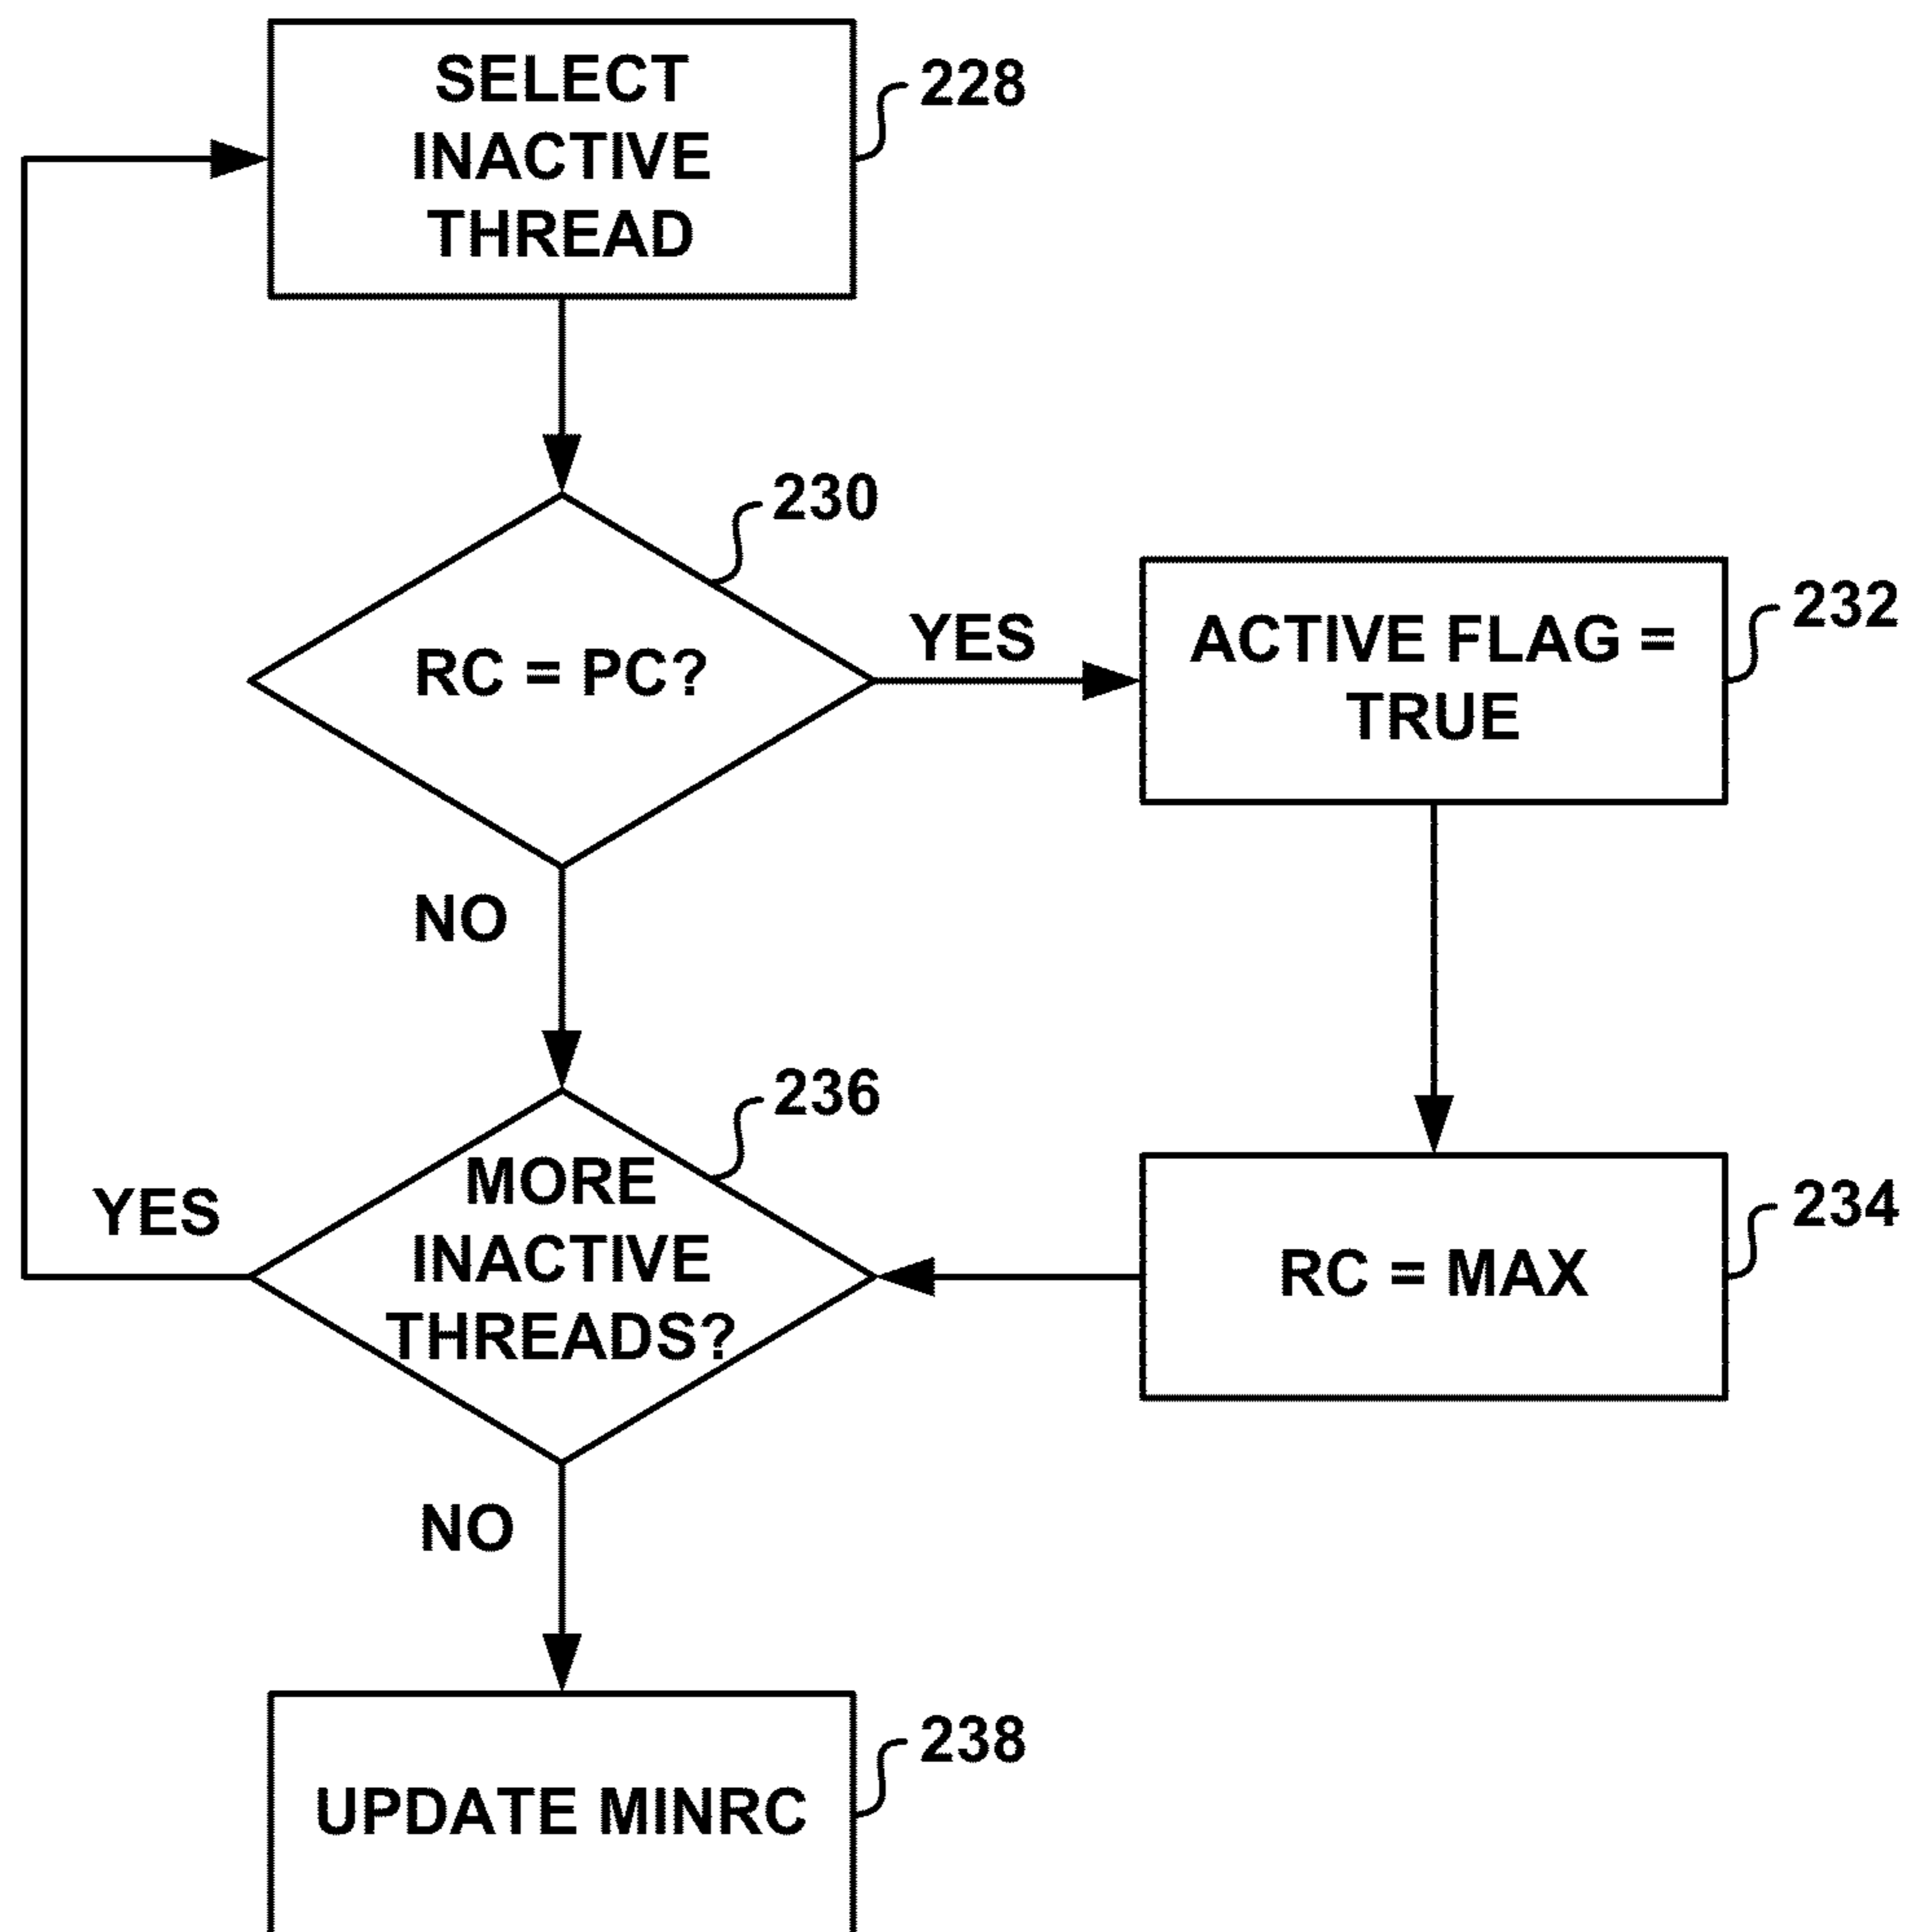 SELECT
INACTIVE
THREAD
228
230
RC = PC?
YES
ACTIVE FLAG =
TRUE
232
NO
236
MORE
INACTIVE
THREADS?
YES
RC = MAX
234
NO
238
UPDATE MINRC